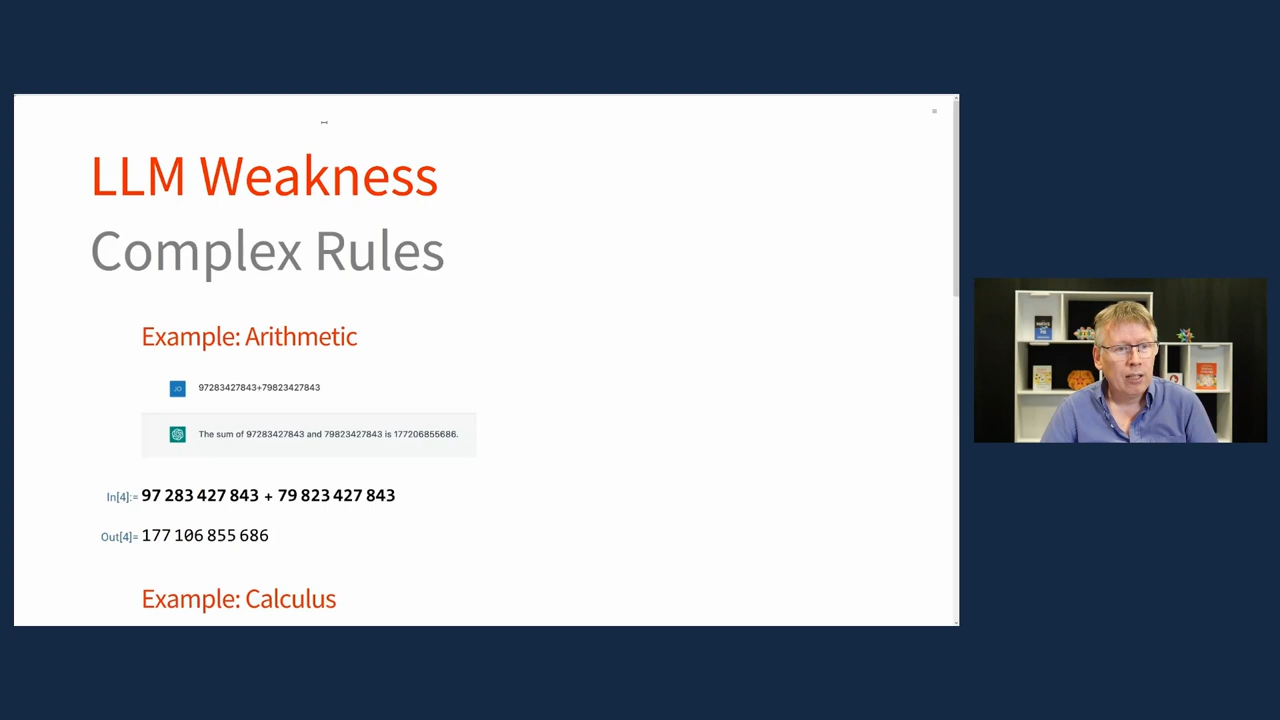 LLM Weakness
Complex Rules
Example: Arithmetic
JO 97283427843+79823427843
The sum of 97283427843 and 79823427843 is 177206855686.
In[4]:= 97 283 427 843 + 79 823 427 843
Out[4]= 177 106 855 686
Example: Calculus